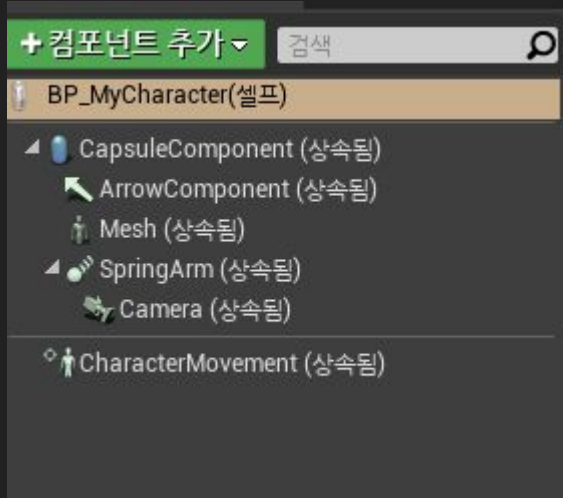 +컴포넌트 추가
검색
BP_MyCharacter(셀프)
CapsuleComponent (상속됨)
ArrowComponent (상속됨)
Mesh (상속됨)
SpringArm (상속됨)
Camera (상속됨)
CharacterMovement (상속됨)